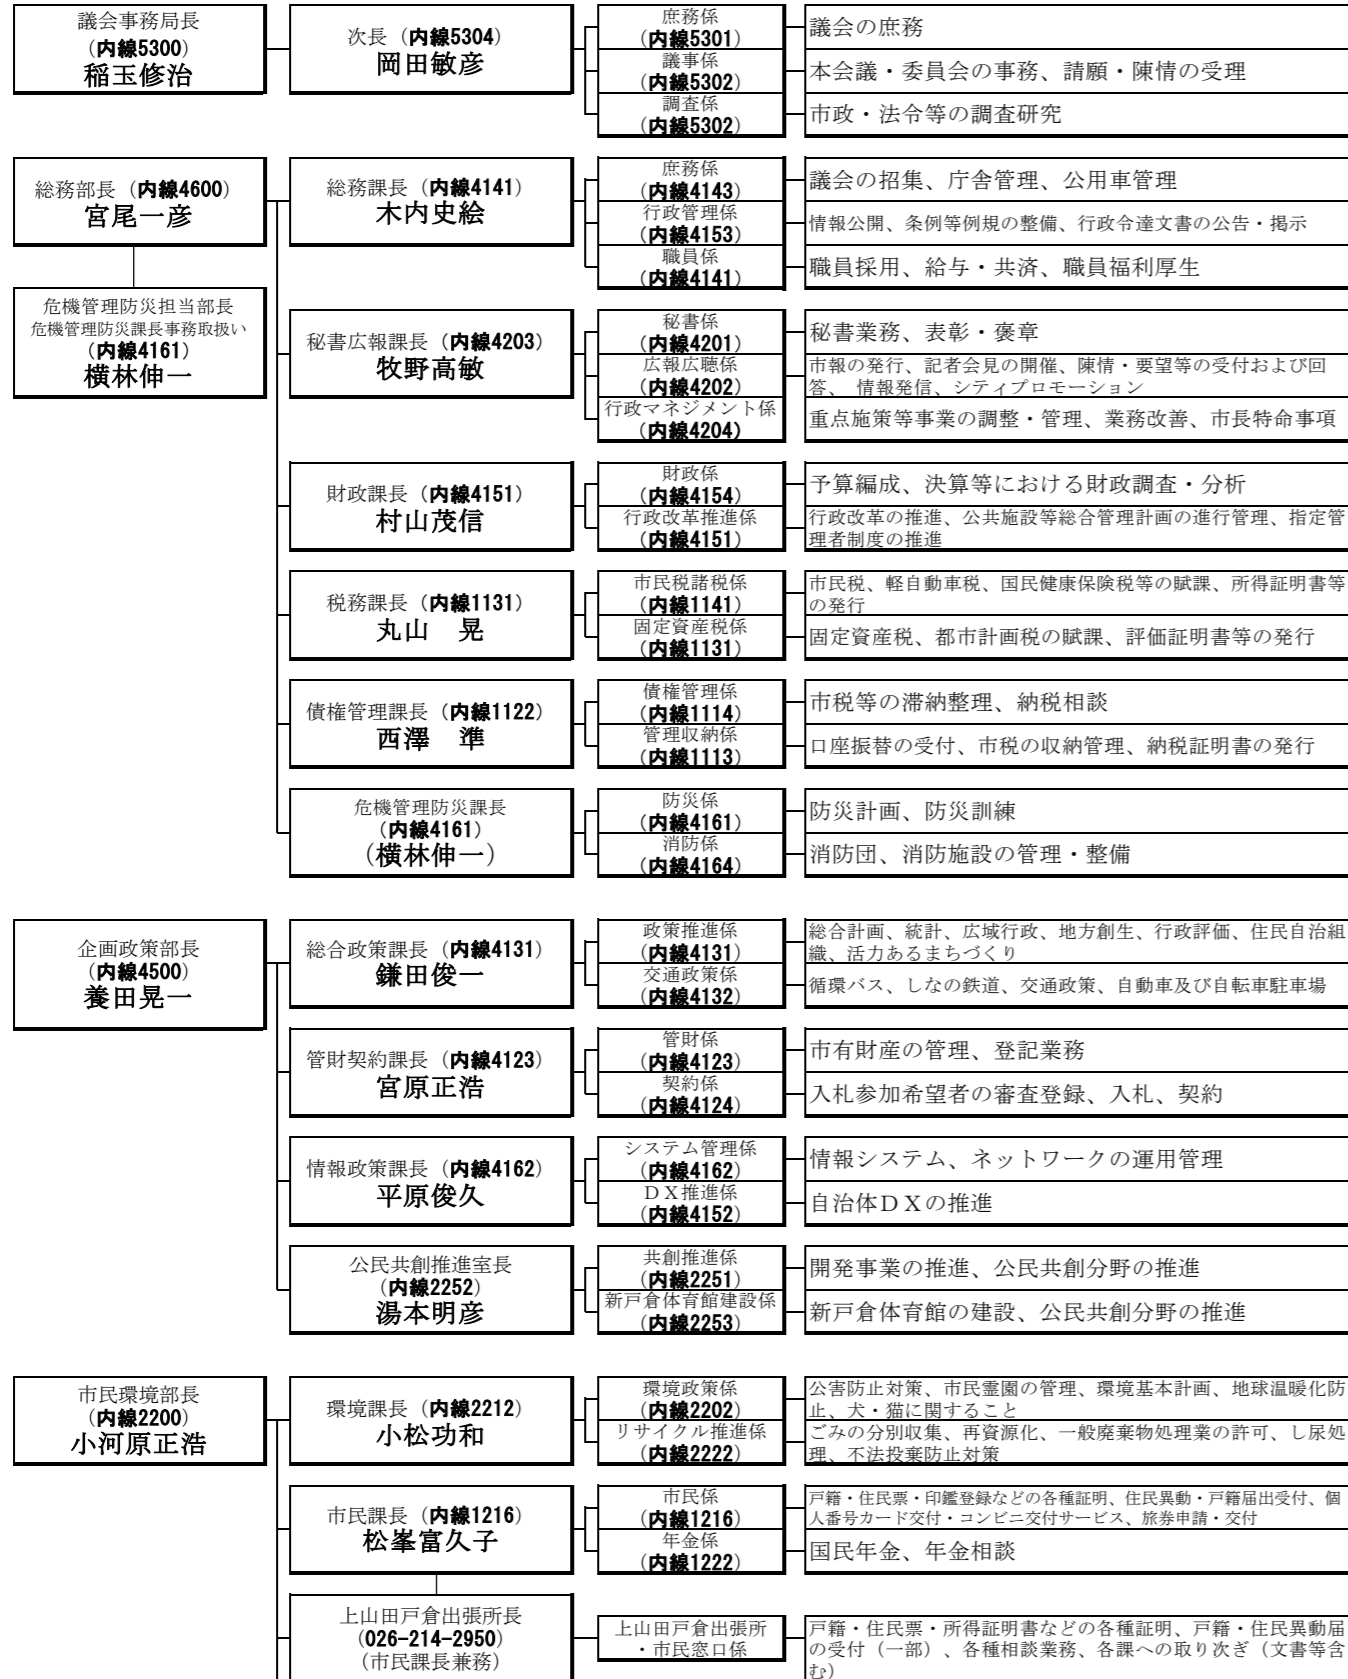 議会事務局長
（内線5300）
稲玉修治
次長（内線5304）
岡田敏彦
庶務係
（内線5301）
議会の庶務
議事係
（内線5302）
本会議・委員会の事務、請願・陳情の受理
調査係
（内線5302）
市政・法令等の調査研究
総務部長（内線4600）
宮尾一彦
危機管理防災担当部長
危機管理防災課長事務取扱い
（内線4161）
横林伸一
総務課長（内線4141）
木内史絵
庶務係
（内線4143）
議会の招集、庁舎管理、公用車管理
行政管理係
（内線4153）
情報公開、条例等例規の整備、行政令達文書の公告・掲示
職員係
（内線4141）
職員採用、給与・共済、職員福利厚生
秘書広報課長（内線4203）
牧野高敏
秘書係
（内線4201）
秘書業務、表彰・褒章
広報広聴係
（内線4202）
市報の発行、記者会見の開催、陳情・要望等の受付および回
答、　情報発信、シティプロモーション
行政マネジメント係
（内線4204）
重点施策等事業の調整・管理、業務改善、市長特命事項
財政課長（内線4151）
村山茂信
財政係
（内線4154）
予算編成、決算等における財政調査・分析
行政改革推進係
（内線4151）
行政改革の推進、公共施設等総合管理計画の進行管理、指定管
理者制度の推進
税務課長（内線1131）
丸山　晃
市民税諸税係
（内線1141）
市民税、軽自動車税、国民健康保険税等の賦課、所得証明書等
の発行
固定資産税係
（内線1131）
固定資産税、都市計画税の賦課、評価証明書等の発行
債権管理課長（内線1122）
西澤　準
債権管理係
（内線1114）
市税等の滞納整理、納税相談
管理収納係
（内線1113）
口座振替の受付、市税の収納管理、納税証明書の発行
危機管理防災課長
（内線4161）
（横林伸一）
防災係
（内線4161）
防災計画、防災訓練
消防係
（内線4164）
消防団、消防施設の管理・整備
企画政策部長
（内線4500）
養田晃一
総合政策課長（内線4131）
鎌田俊一
政策推進係
（内線4131）
総合計画、統計、広域行政、地方創生、行政評価、住民自治組
織、活力あるまちづくり
交通政策係
（内線4132）
循環バス、しなの鉄道、交通政策、自動車及び自転車駐車場
管財契約課長（内線4123）
宮原正浩
管財係
（内線4123）
市有財産の管理、登記業務
契約係
（内線4124）
入札参加希望者の審査登録、入札、契約
情報政策課長（内線4162）
平原俊久
システム管理係
（内線4162）
情報システム、ネットワークの運用管理
ＤＸ推進係
（内線4152）
自治体ＤＸの推進
公民共創推進室長
（内線2252）
湯本明彦
共創推進係
（内線2251）
開発事業の推進、公民共創分野の推進
新戸倉体育館建設係
（内線2253）
新戸倉体育館の建設、公民共創分野の推進
市民環境部長
（内線2200）
小河原正浩
環境課長（内線2212）
小松功和
環境政策係
（内線2202）
公害防止対策、市民霊園の管理、環境基本計画、地球温暖化防
止、犬・猫に関すること
リサイクル推進係
（内線2222）
ごみの分別収集、再資源化、一般廃棄物処理業の許可、し尿処
理、不法投棄防止対策
市民課長（内線1216）
松峯富久子
市民係
（内線1216）
戸籍・住民票・印鑑登録などの各種証明、住民異動・戸籍届出受付、個
人番号カード交付・コンビニ交付サービス、旅券申請・交付
年金係
（内線1222）
国民年金、年金相談
上山田戸倉出張所長
（026-214-2950）
（市民課長兼務）
上山田戸倉出張所
・市民窓口係
戸籍・住民票・所得証明書などの各種証明、戸籍・住民異動届
の受付（一部）、各種相談業務、各課への取り次ぎ（文書等含
む）